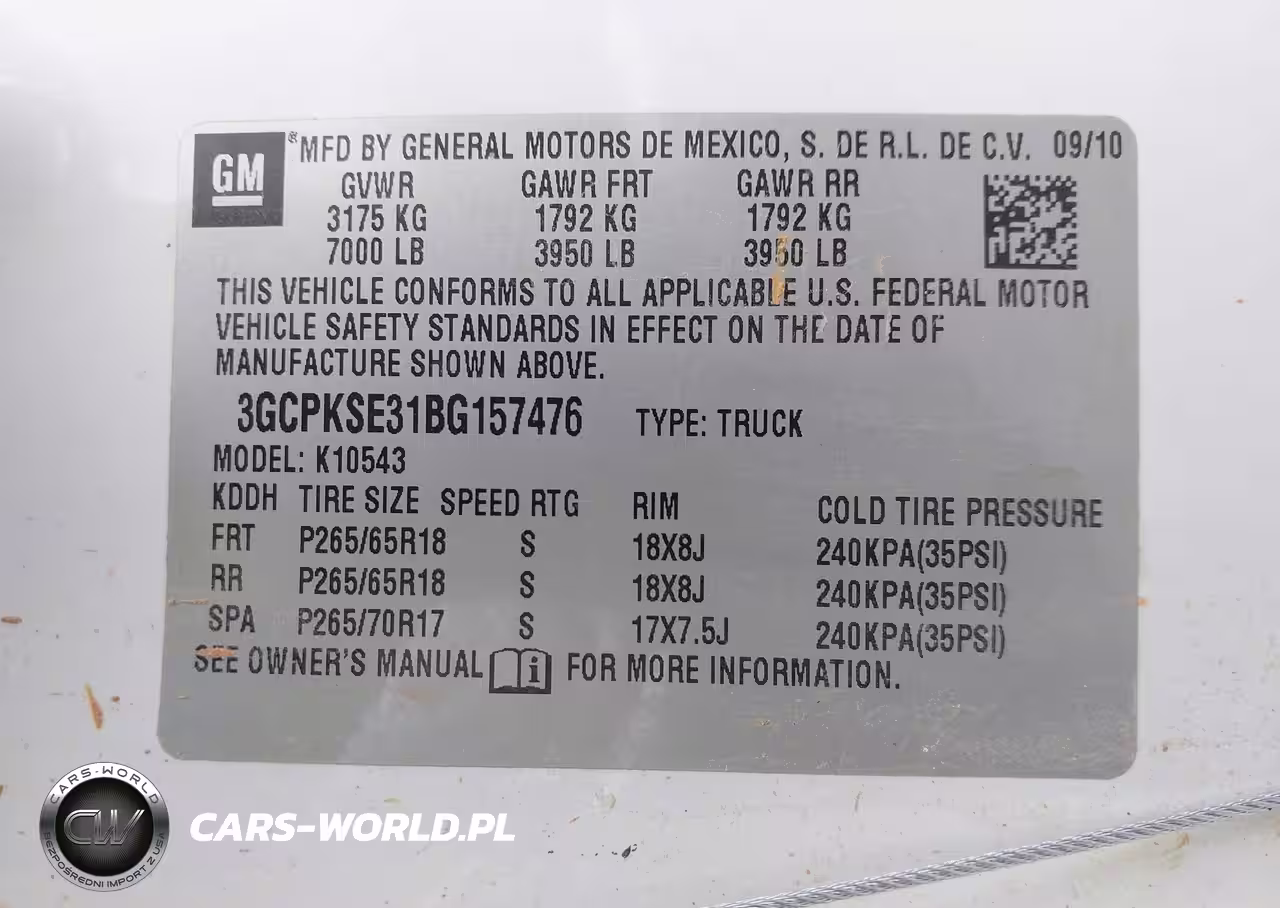 GM
®MFD BY GENERAL MOTORS DE MEXICO, S. DE R.L. DE C.V. 09/10
GVWR GAWR FRT GAWR RR
3175 KG 1792 KG 1792 KG
7000 LB 3950 LB 3950 LB
THIS VEHICLE CONFORMS TO ALL APPLICABLE U.S. FEDERAL MOTOR
VEHICLE SAFETY STANDARDS IN EFFECT ON THE DATE OF
MANUFACTURE SHOWN ABOVE.
3GCPKSE31BG157476 TYPE: TRUCK
MODEL: K10543
KDDH TIRE SIZE SPEED RTG RIM COLD TIRE PRESSURE
FRT P265/65R18 S 18X8J 240KPA(35PSI)
RR P265/65R18 S 18X8J 240KPA(35PSI)
SPA P265/70R17 S 17X7.5J 240KPA(35PSI)
SEE OWNER'S MANUAL i FOR MORE INFORMATION.
CARS-WORLD
CW
BEZPOŚREDNI IMPORT Z USA
CARS-WORLD.PL